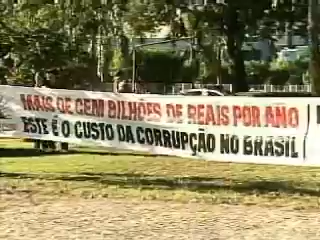 MAIS DE CEM BILHÕES DE REAIS POR ANO
ESTE É O CUSTO DA CORRUPÇÃO NO BRASIL